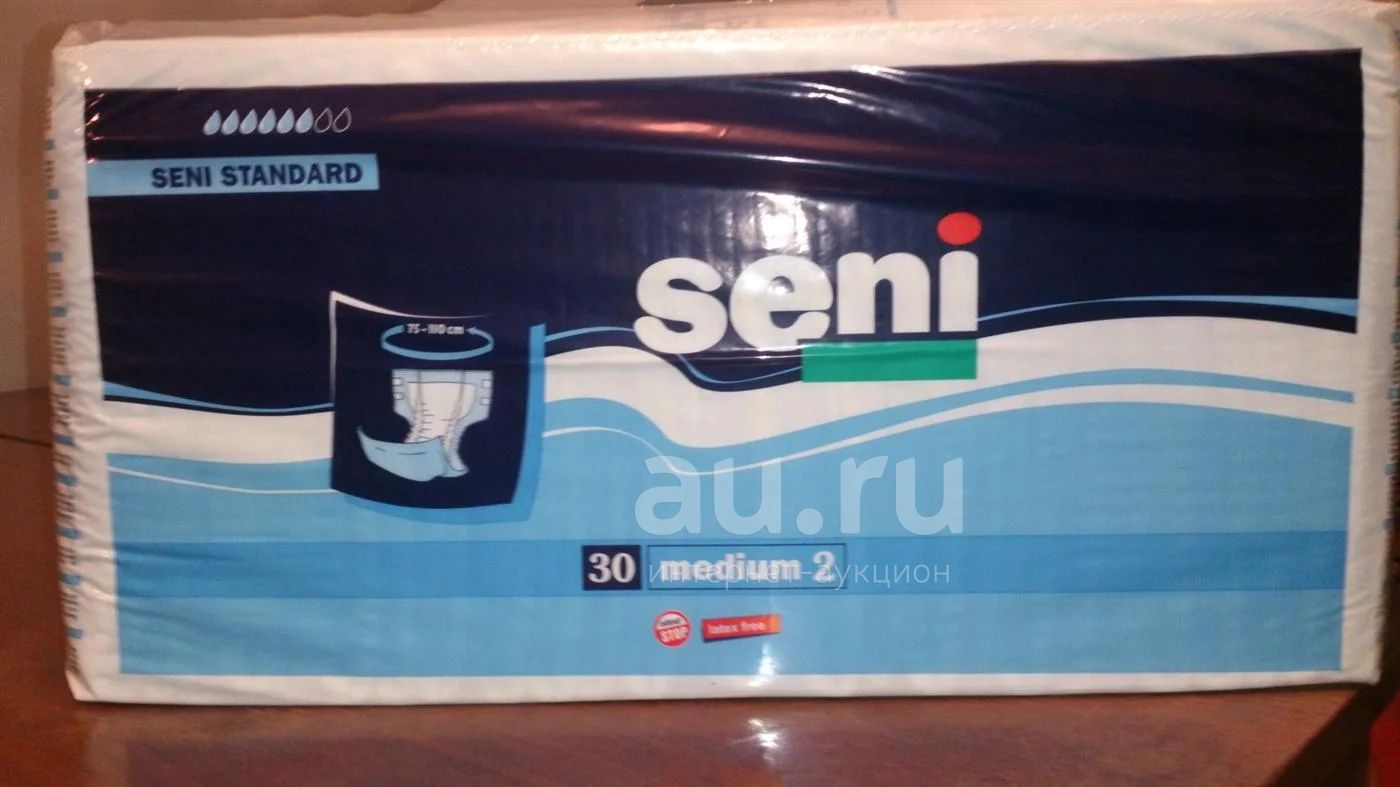 SENI STANDARD
seni
75-110 cm
au.ru
30 medium 2
интернет-аукцион
STOP
latex free